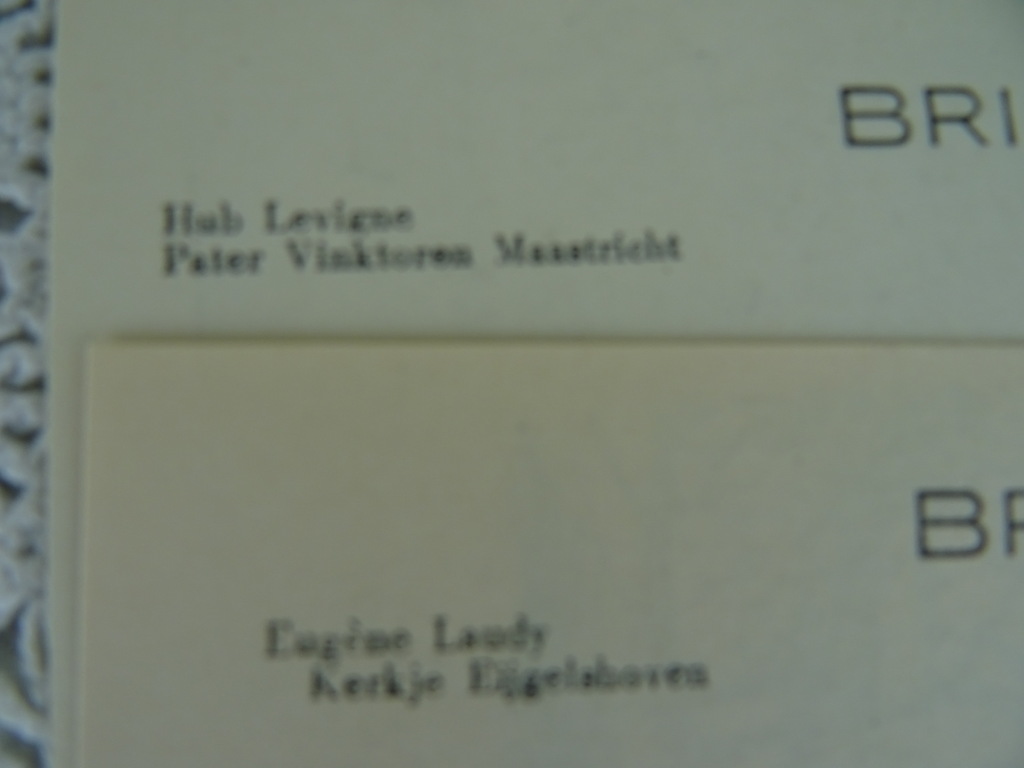 BRI
Hub Levigne
Pater Vinktoren Maastricht
BR
Eugène Laudy
Kerkje Eijgelshoven